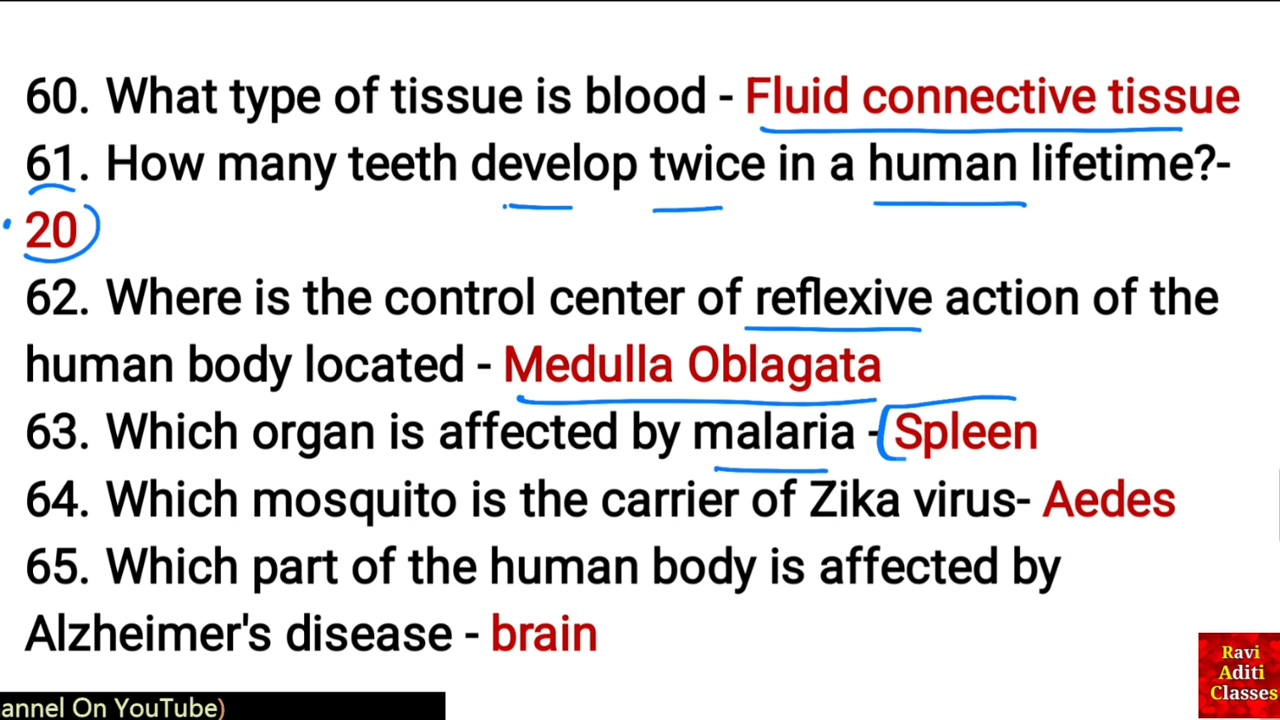 60. What type of tissue is blood - Fluid connective tissue
61. How many teeth develop twice in a human lifetime?-
20
62. Where is the control center of reflexive action of the
human body located - Medulla Oblagata
63. Which organ is affected by malaria - Spleen
64. Which mosquito is the carrier of Zika virus- Aedes
65. Which part of the human body is affected by
Alzheimer's disease - brain
Ravi
Aditi
Classes
annel On YouTube)